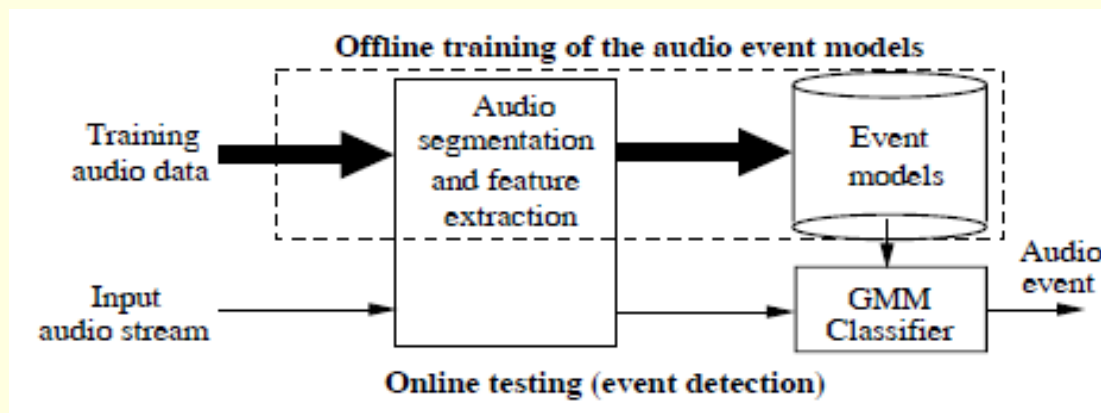 Offline training of the audio event models
Training
audio data
Audio
segmentation
and feature
extraction
Event
models
Input
audio stream
GMM
Classifier
Audio
event
Online testing (event detection)